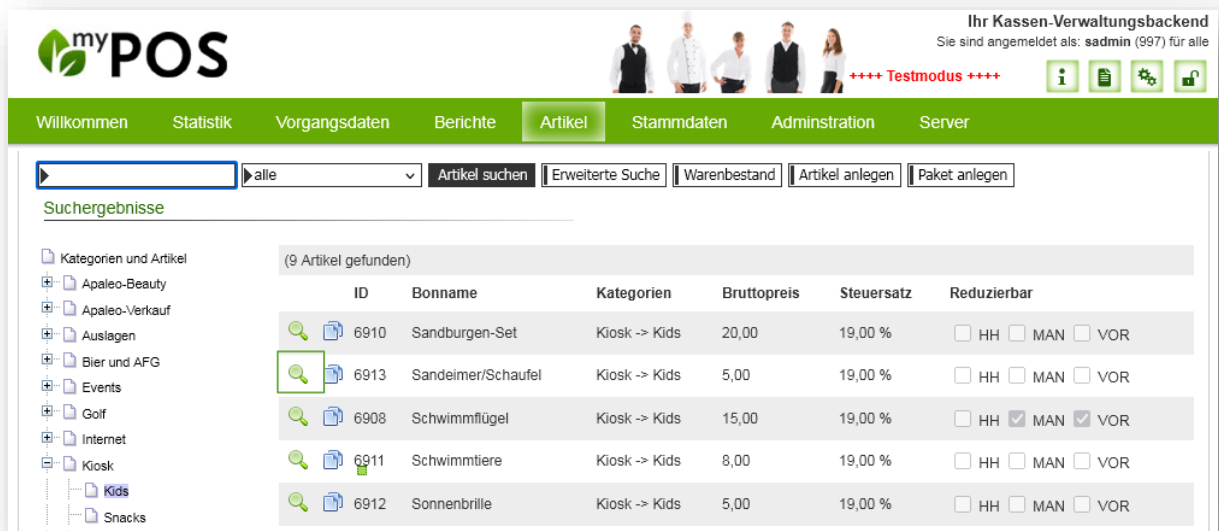 my POS
Ihr Kassen-Verwaltungsbackend
Sie sind angemeldet als: sadmin (997) für alle
++++ Testmodus ++++
Willkommen Statistik Vorgangsdaten Berichte Artikel Stammdaten Adminstration Server
alle Artikel suchen Erweiterte Suche Warenbestand Artikel anlegen Paket anlegen
Suchergebnisse
Kategorien und Artikel
Apaleo-Beauty
Apaleo-Verkauf
Auslagen
Bier und AFG
Events
Golf
Internet
Kiosk
Kids
Snacks
(9 Artikel gefunden)
ID Bonname Kategorien Bruttopreis Steuersatz Reduzierbar
6910 Sandburgen-Set Kiosk -> Kids 20,00 19,00 % HH MAN VOR
6913 Sandeimer/Schaufel Kiosk -> Kids 5,00 19,00 % HH MAN VOR
6908 Schwimmflügel Kiosk -> Kids 15,00 19,00 % HH MAN VOR
6911 Schwimmtiere Kiosk -> Kids 8,00 19,00 % HH MAN VOR
6912 Sonnenbrille Kiosk -> Kids 5,00 19,00 % HH MAN VOR